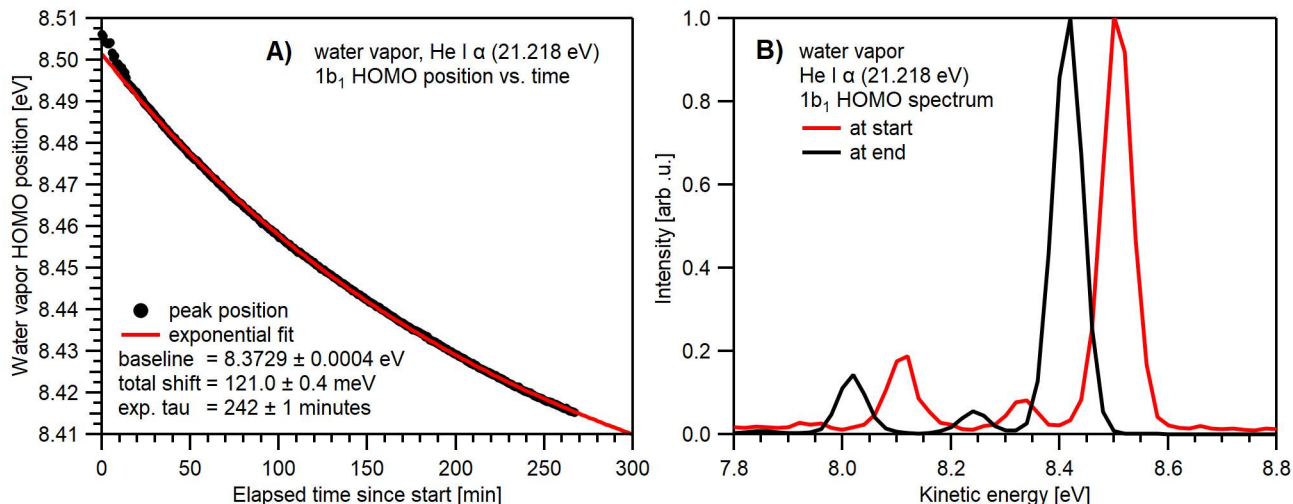 A)
water vapor, He I α (21.218 eV)
1b₁ HOMO position vs. time
Water vapor HOMO position [eV]
8.51
8.50
8.49
8.48
8.47
8.46
8.45
8.44
8.43
8.42
8.41
peak position
exponential fit
baseline = 8.3729 ± 0.0004 eV
total shift = 121.0 ± 0.4 meV
exp. tau = 242 ± 1 minutes
0 50 100 150 200 250 300
Elapsed time since start [min]
B)
water vapor
He I α (21.218 eV)
1b₁ HOMO spectrum
at start
at end
Intensity [arb .u.]
1.0
0.8
0.6
0.4
0.2
0.0
7.8 8.0 8.2 8.4 8.6 8.8
Kinetic energy [eV]